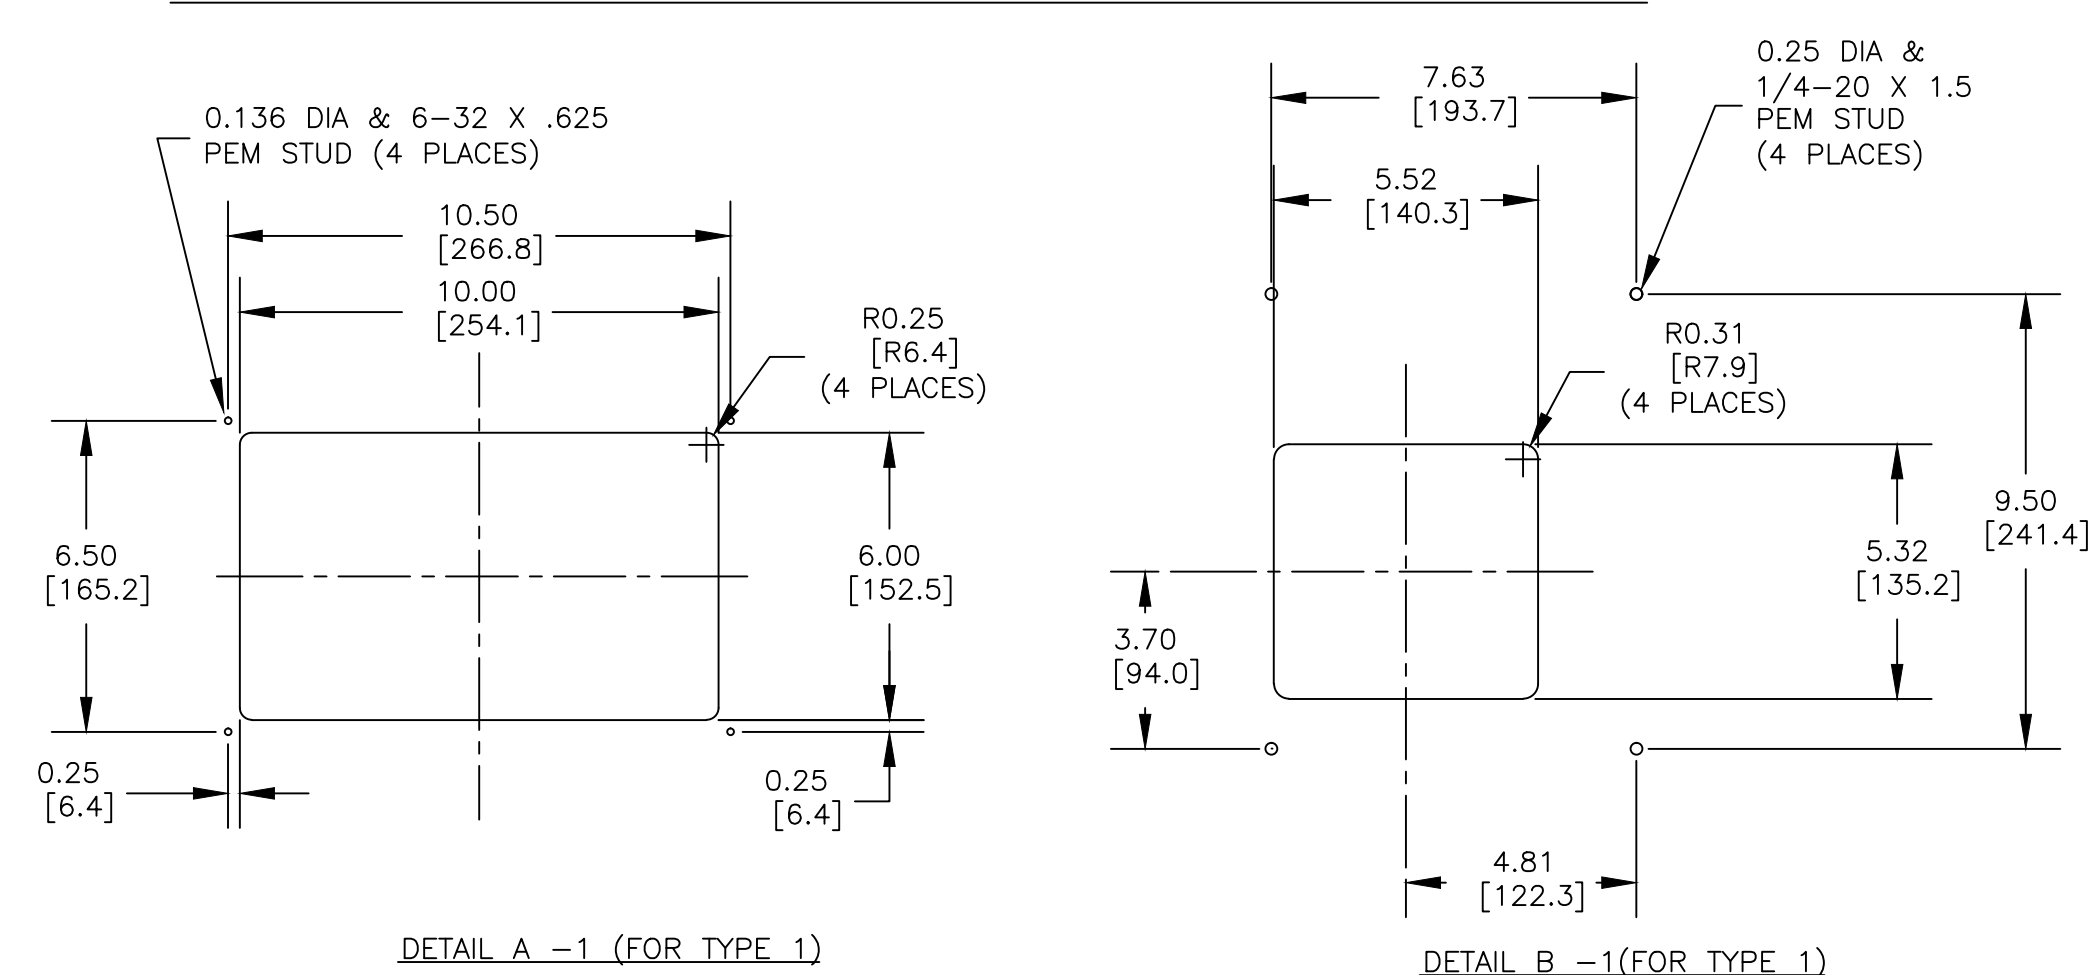 0.136 DIA & 6-32 X .625
PEM STUD (4 PLACES)
10.50
[266.8]
10.00
[254.1]
R0.25
[R6.4]
(4 PLACES)
6.50
[165.2]
6.00
[152.5]
0.25
[6.4]
0.25
[6.4]
DETAIL A -1 (FOR TYPE 1)
7.63
[193.7]
0.25 DIA &
1/4-20 X 1.5
PEM STUD
(4 PLACES)
5.52
[140.3]
R0.31
[R7.9]
(4 PLACES)
9.50
[241.4]
5.32
[135.2]
3.70
[94.0]
4.81
[122.3]
DETAIL B -1(FOR TYPE 1)